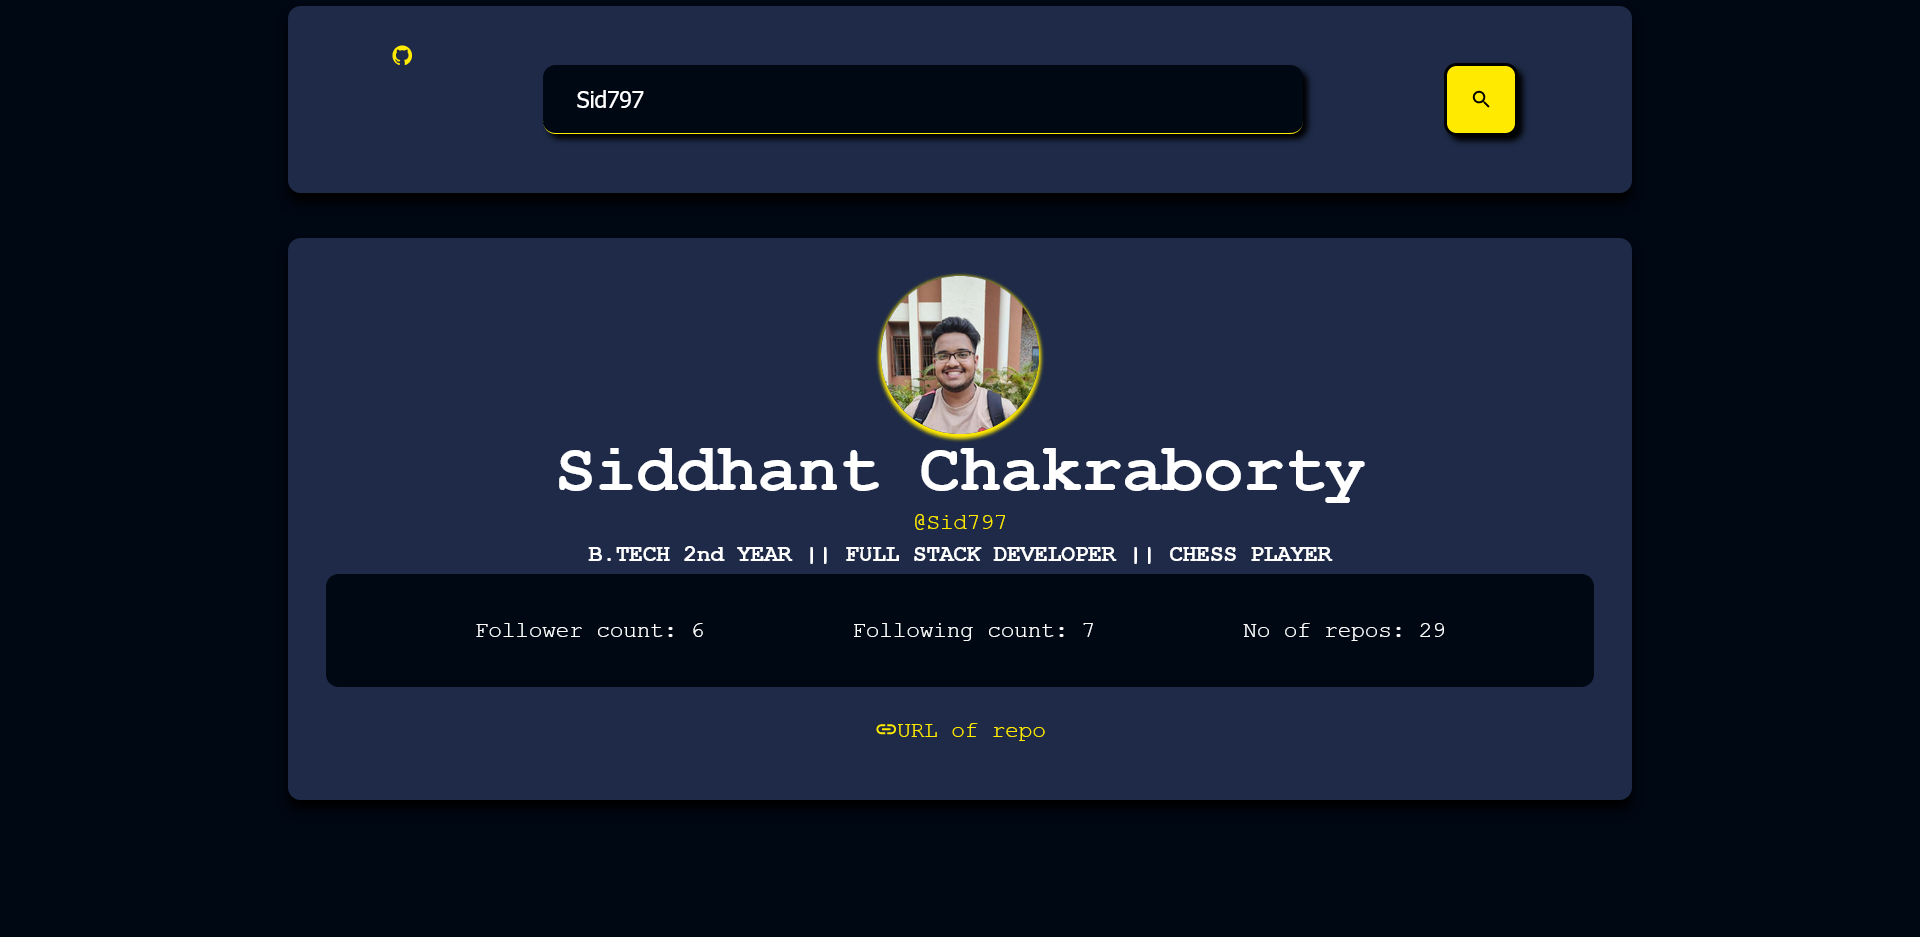 Sid797
Siddhant Chakraborty
@Sid797
B.TECH 2nd YEAR || FULL STACK DEVELOPER || CHESS PLAYER
Follower count: 6 Following count: 7 No of repos: 29
URL of repo